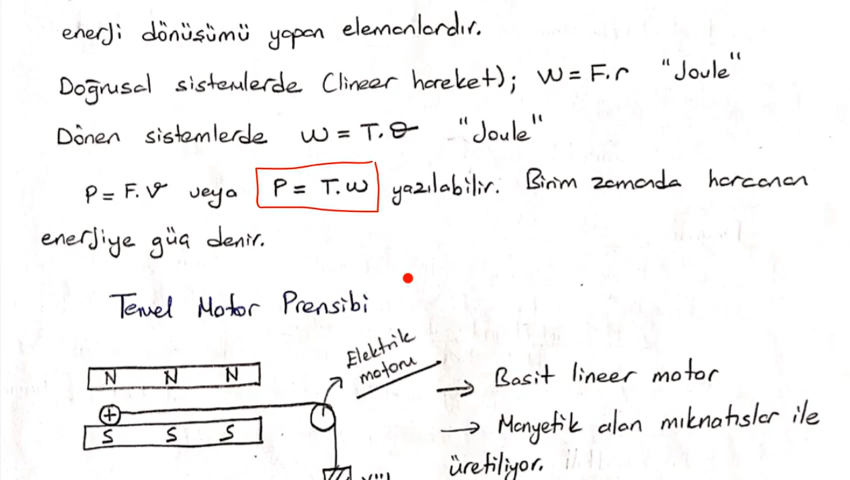 enerji dönüşümü yapan elemanlardır.
Doğrusal sistemlerde (lineer hareket); W = F.r "Joule"
Dönen sistemlerde W = T.θ "Joule"
P = F.v veya P = T.w yazılabilir. Birim zamanda harcanan
enerjiye güç denir.
Temel Motor Prensibi
Elektrik
motoru
N N N
+
S S S
→ Basit lineer motor
→ Manyetik alan mıknatıslar ile
üretiliyor.